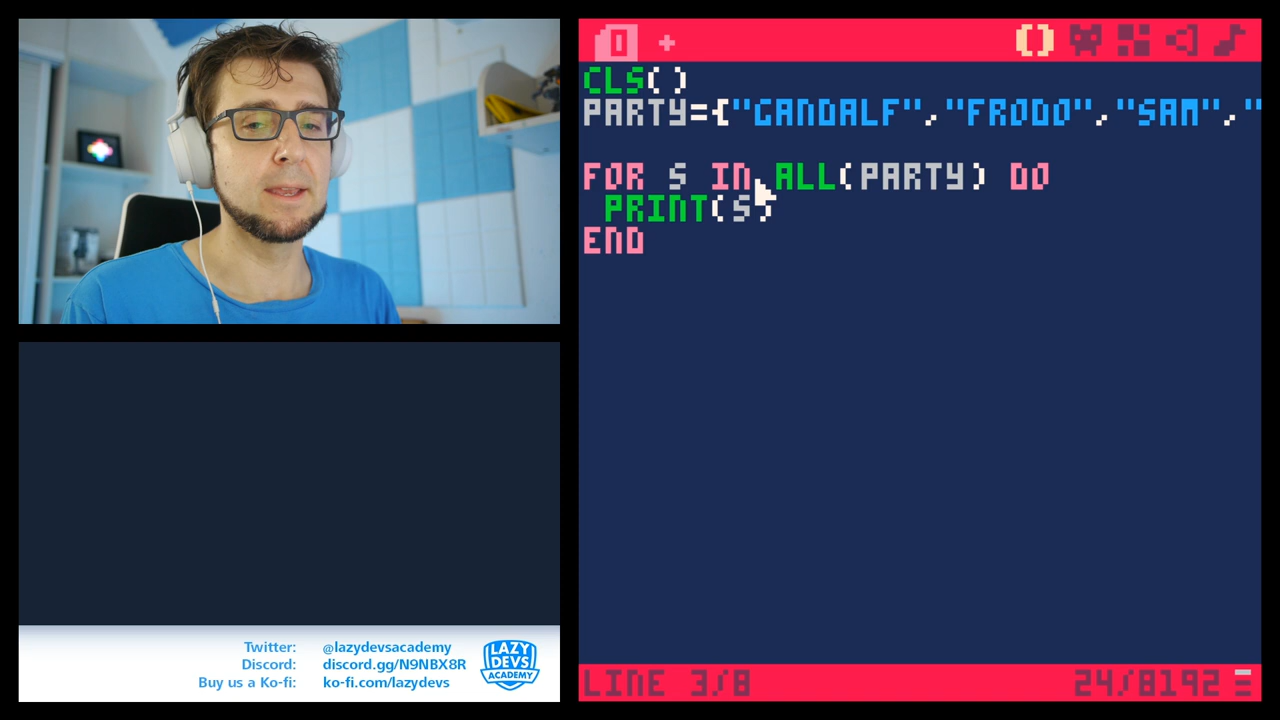 CLS()
PARTY={"GANDALF","FRODO","SAM","
FOR S IN ALL(PARTY) DO
PRINT(S)
END
LINE 3/8
24/8192
Twitter: @lazydevsacademy
Discord: discord.gg/N9NBX8R
Buy us a Ko-fi: ko-fi.com/lazydevs
LAZY
DEVS
ACADEMY